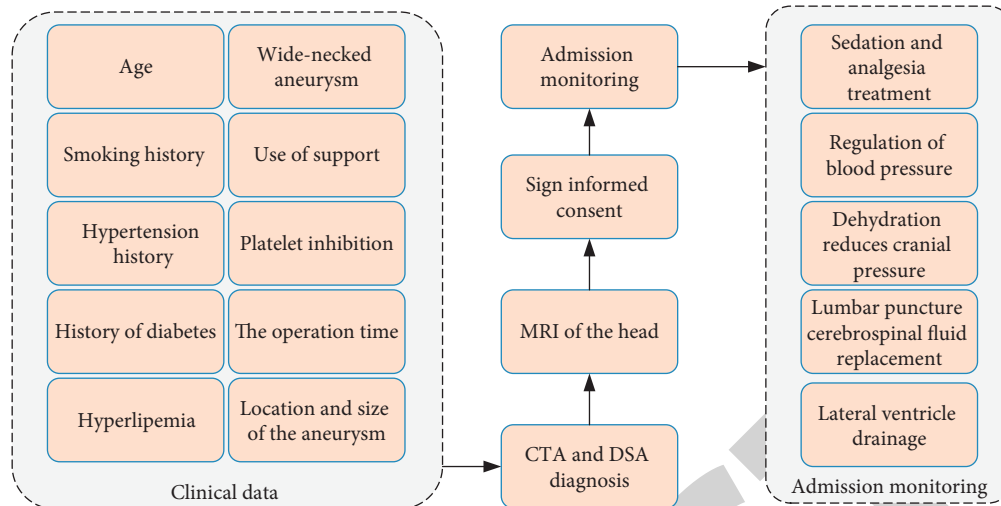 Age
Wide-necked
aneurysm
Smoking history
Use of support
Hypertension
history
Platelet inhibition
History of diabetes
The operation time
Hyperlipemia
Location and size
of the aneurysm
Clinical data
Admission
monitoring
Sign informed
consent
MRI of the head
CTA and DSA
diagnosis
Sedation and
analgesia
treatment
Regulation of
blood pressure
Dehydration
reduces cranial
pressure
Lumbar puncture
cerebrospinal fluid
replacement
Lateral ventricle
drainage
Admission monitoring